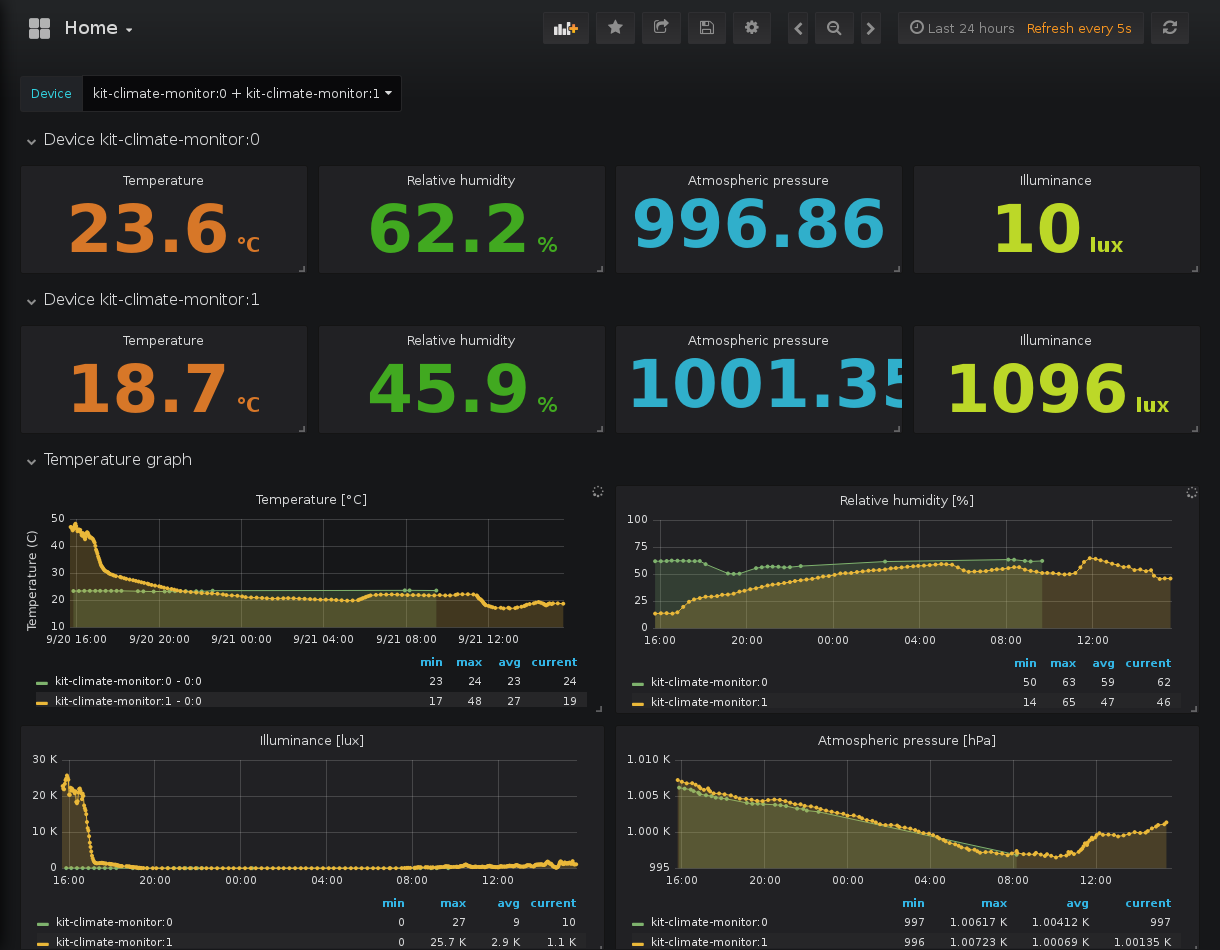 Home
Last 24 hours Refresh every 5s
Device kit-climate-monitor:0 + kit-climate-monitor:1
Device kit-climate-monitor:0
Temperature Relative humidity Atmospheric pressure Illuminance
23.6 °C 62.2 % 996.86 10 lux
Device kit-climate-monitor:1
Temperature Relative humidity Atmospheric pressure Illuminance
18.7 °C 45.9 % 1001.35 1096 lux
Temperature graph
Temperature [°C]
Temperature (C)
50
40
30
20
10
9/20 16:00 9/20 20:00 9/21 00:00 9/21 04:00 9/21 08:00 9/21 12:00
min max avg current
kit-climate-monitor:0 - 0:0 23 24 23 24
kit-climate-monitor:1 - 0:0 17 48 27 19
Relative humidity [%]
100
75
50
25
0
16:00 20:00 00:00 04:00 08:00 12:00
min max avg current
kit-climate-monitor:0 50 63 59 62
kit-climate-monitor:1 14 65 47 46
Illuminance [lux]
30 K
20 K
10 K
0
16:00 20:00 00:00 04:00 08:00 12:00
min max avg current
kit-climate-monitor:0 0 27 9 10
kit-climate-monitor:1 0 25.7 K 2.9 K 1.1 K
Atmospheric pressure [hPa]
1.010 K
1.005 K
1.000 K
995
16:00 20:00 00:00 04:00 08:00 12:00
min max avg current
kit-climate-monitor:0 997 1.00617 K 1.00412 K 997
kit-climate-monitor:1 996 1.00723 K 1.00069 K 1.00135 K